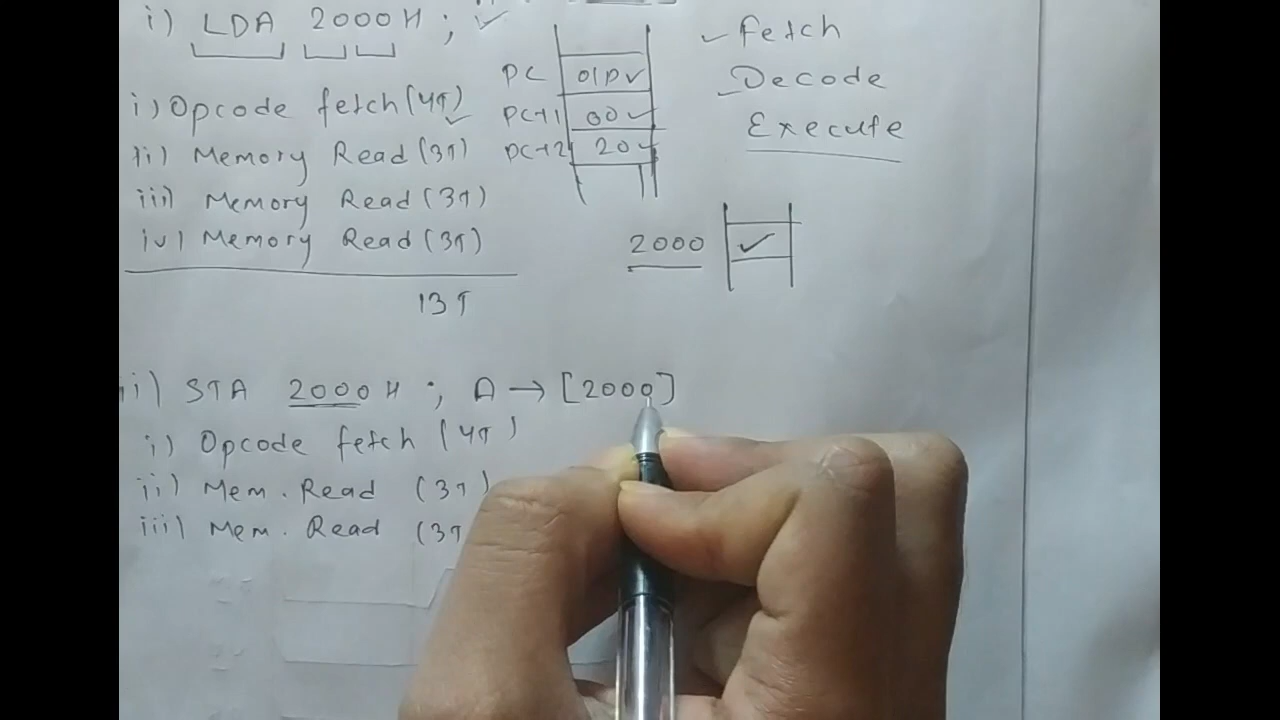 i) LDA 2000H ;
i) Opcode fetch (4T)
ii) Memory Read (3T)
iii) Memory Read (3T)
iv) Memory Read (3T)
13T
PC
PC+1 00
PC+2 20
Fetch
Decode
Execute
2000
ii) STA 2000H ; A → [2000]
i) Opcode fetch (4T)
ii) Mem. Read (3T)
iii) Mem. Read (3T